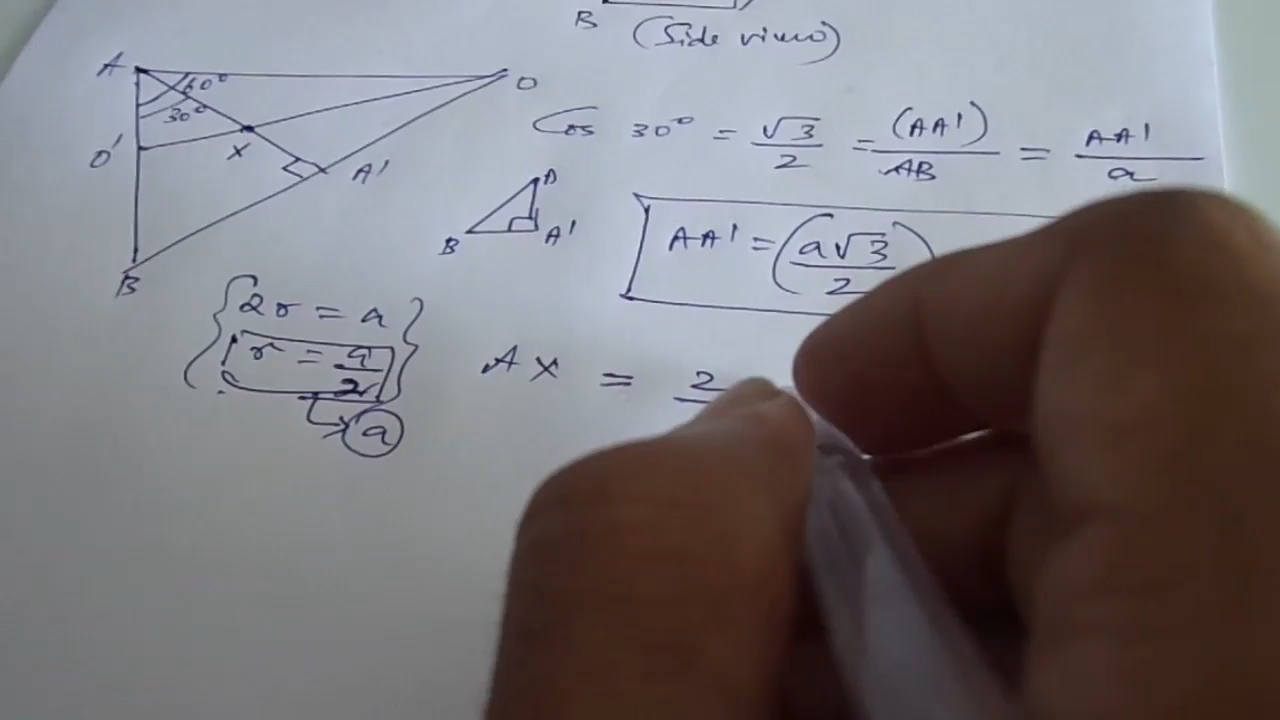 B
(Side view)
A
60°
30°
O
O'
X
A'
B
Cos 30° = √3/2 = (AA')/AB = AA'/a
A
B
A'
AA' = (a√3/2)
{2r = a
r = a/2}
a
AX = 2